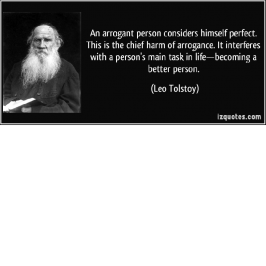 An arrogant person considers himself perfect.
This is the chief harm of arrogance. It interferes
with a person's main task in life—becoming a
better person.
(Leo Tolstoy)
izquotes.com